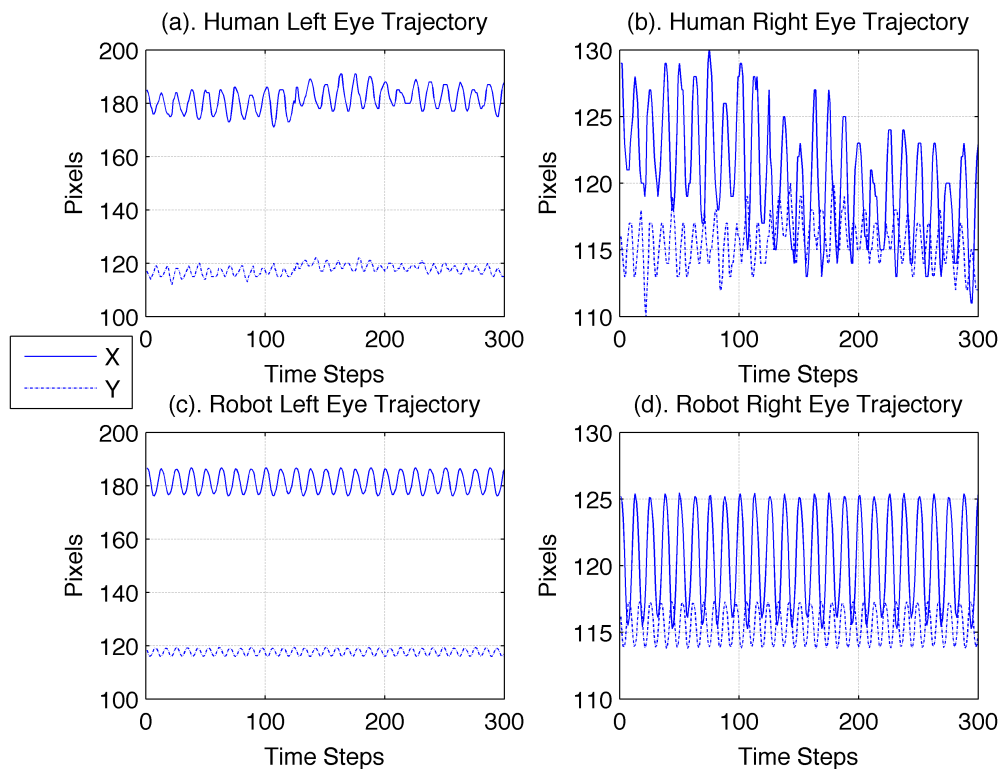 (a). Human Left Eye Trajectory
200
180
160
140
120
100
Pixels
0 100 200 300
Time Steps
(b). Human Right Eye Trajectory
130
125
120
115
110
Pixels
0 100 200 300
Time Steps
X
Y
(c). Robot Left Eye Trajectory
200
180
160
140
120
100
Pixels
0 100 200 300
Time Steps
(d). Robot Right Eye Trajectory
130
125
120
115
110
Pixels
0 100 200 300
Time Steps